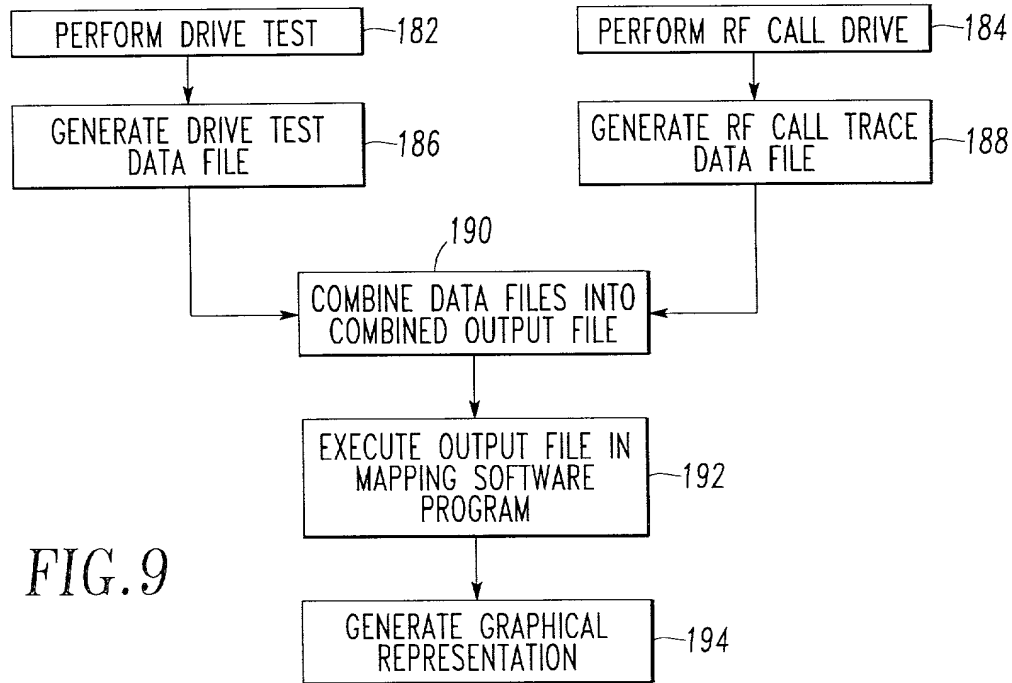 PERFORM DRIVE TEST
182
PERFORM RF CALL DRIVE
184
GENERATE DRIVE TEST
DATA FILE
186
GENERATE RF CALL TRACE
DATA FILE
188
190
COMBINE DATA FILES INTO
COMBINED OUTPUT FILE
EXECUTE OUTPUT FILE IN
MAPPING SOFTWARE
PROGRAM
192
FIG. 9
GENERATE GRAPHICAL
REPRESENTATION
194